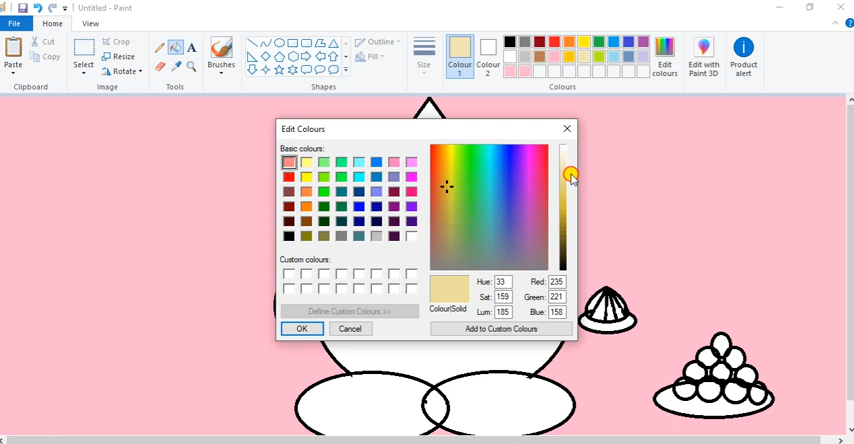 Untitled - Paint
File Home View
Paste
Cut
Copy
Clipboard
Select
Crop
Resize
Rotate
Image
A
Tools
Brushes
Outline
Fill
Shapes
Size
Colour 1
Colour 2
Edit colours
Colours
Edit with Paint 3D
Product alert
Edit Colours
Basic colours:
Custom colours:
Define Custom Colours >>
OK Cancel
Colour|Solid
Hue: 33 Red: 235
Sat: 159 Green: 221
Lum: 185 Blue: 158
Add to Custom Colours